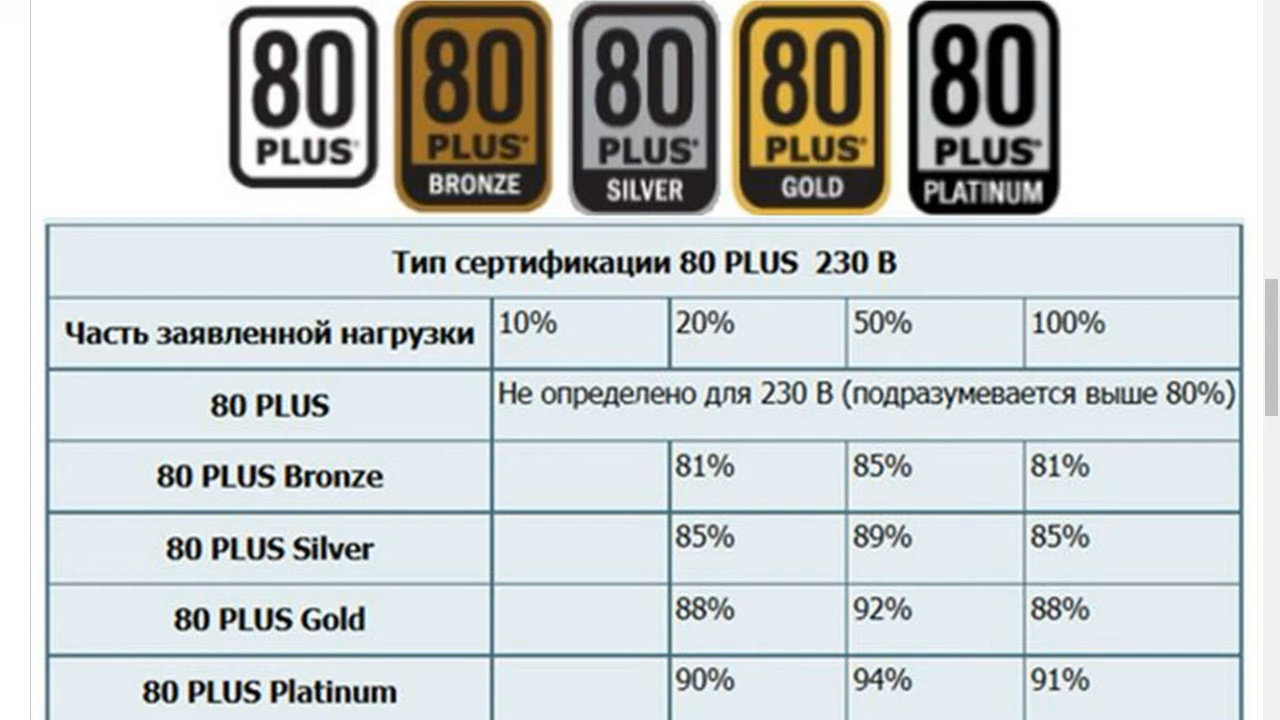 80 80 80 80 80
PLUS® PLUS® PLUS® PLUS® PLUS®
BRONZE SILVER GOLD PLATINUM
Тип сертификации 80 PLUS 230 В
Часть заявленной нагрузки 10% 20% 50% 100%
80 PLUS Не определено для 230 В (подразумевается выше 80%)
80 PLUS Bronze 81% 85% 81%
80 PLUS Silver 85% 89% 85%
80 PLUS Gold 88% 92% 88%
80 PLUS Platinum 90% 94% 91%